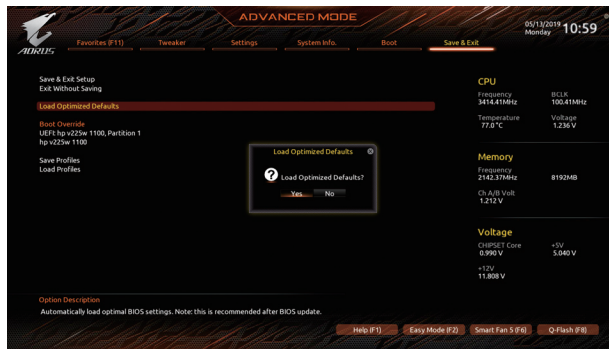 ADVANCED MODE
05/13/2019 10:59
Monday
AORUS
Favorites (F11) Tweaker Settings System Info. Boot Save & Exit
Save & Exit Setup
Exit Without Saving
Load Optimized Defaults
Boot Override
UEFI: hp v225w 1100, Partition 1
hp v225w 1100
Save Profiles
Load Profiles
Load Optimized Defaults
Load Optimized Defaults?
Yes No
CPU
Frequency BCLK
3414.41MHz 100.41MHz
Temperature Voltage
77.0 °C 1.236 V
Memory
Frequency
2142.37MHz 8192MB
Ch A/B Volt
1.212 V
Voltage
CHIPSET Core +5V
0.990 V 5.040 V
+12V
11.808 V
Option Description
Automatically load optimal BIOS settings. Note: this is recommended after BIOS update.
Help (F1) Easy Mode (F2) Smart Fan 5 (F6) Q-Flash (F8)